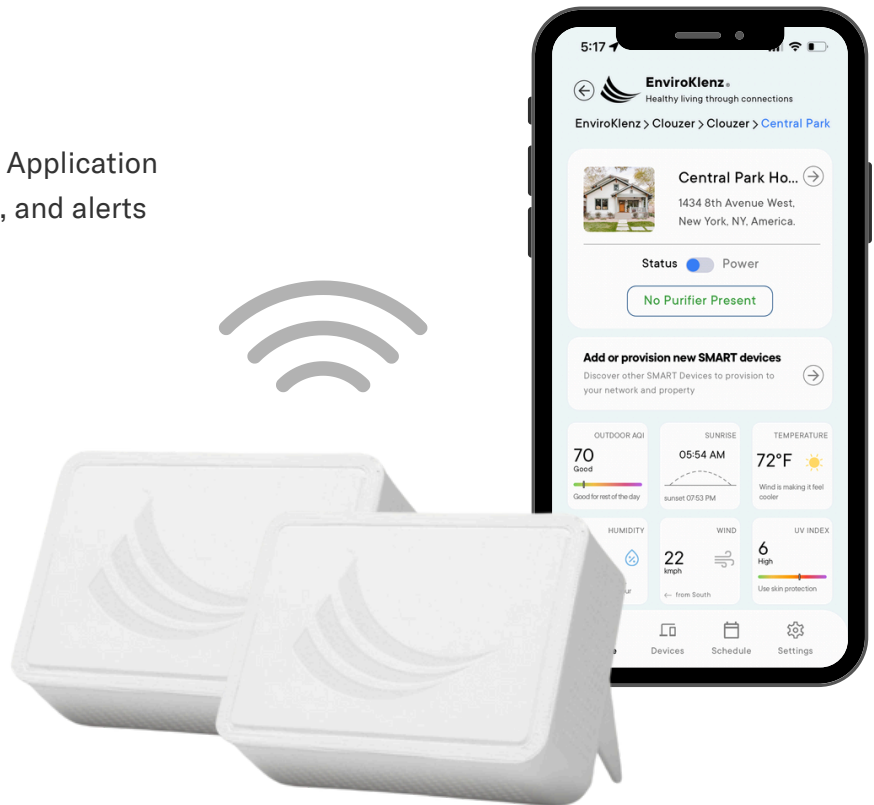 Application
, and alerts
5:17
EnviroKlenz®
Healthy living through connections
EnviroKlenz > Clouzer > Clouzer > Central Park
Central Park Ho...
1434 8th Avenue West,
New York, NY, America.
Status Power
No Purifier Present
Add or provision new SMART devices
Discover other SMART Devices to provision to
your network and property
OUTDOOR AQI
70
Good
Good for rest of the day
SUNRISE
05:54 AM
sunset 07:53 PM
TEMPERATURE
72°F
Wind is making it feel
cooler
HUMIDITY
WIND
22
kmph
<- from South
UV INDEX
6
High
Use skin protection
Devices Schedule Settings